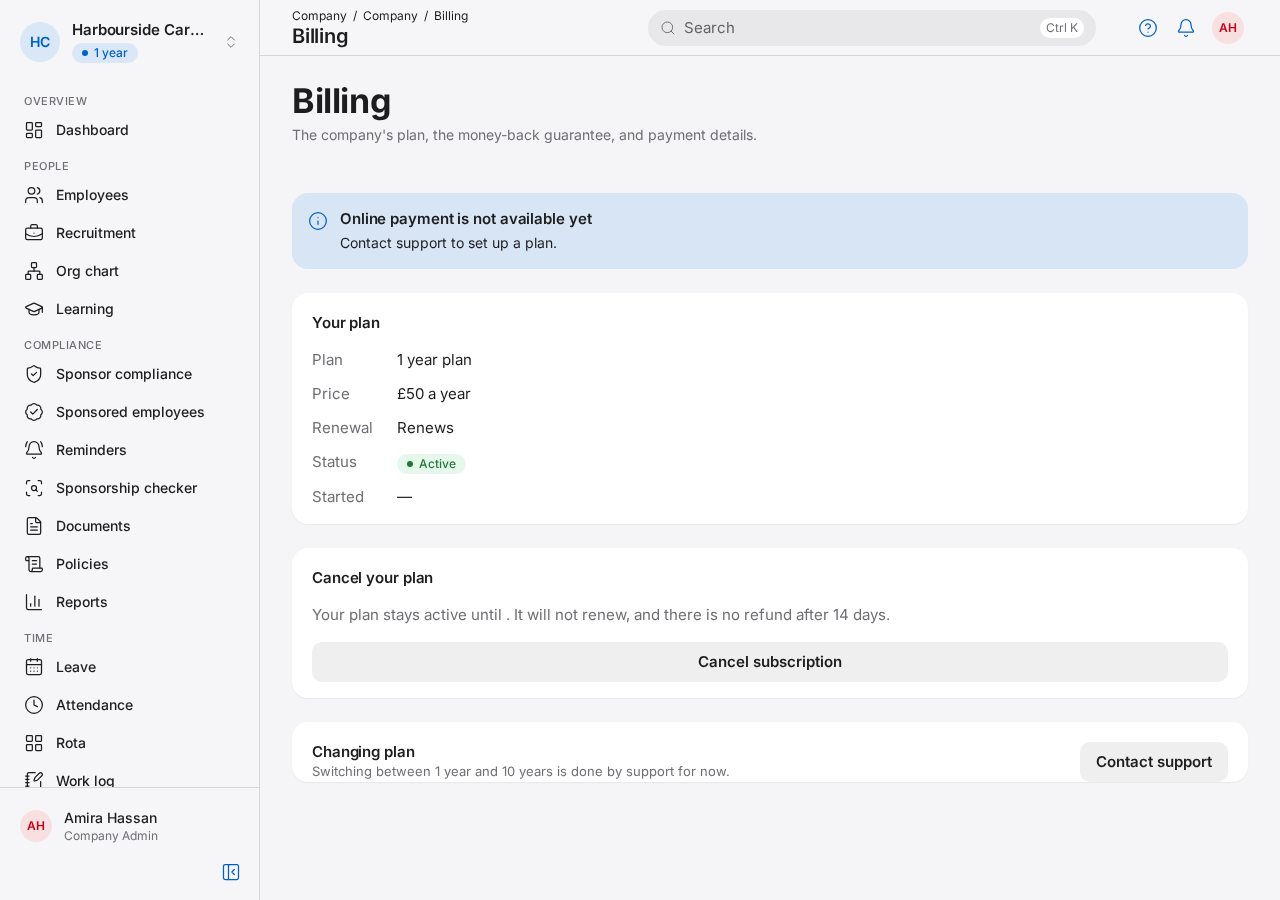 HC
Harbourside Car...
1 year
OVERVIEW
Dashboard
PEOPLE
Employees
Recruitment
Org chart
Learning
COMPLIANCE
Sponsor compliance
Sponsored employees
Reminders
Sponsorship checker
Documents
Policies
Reports
TIME
Leave
Attendance
Rota
Work log
AH
Amira Hassan
Company Admin
Company / Company / Billing
Billing
Search
Ctrl K
AH
Billing
The company's plan, the money-back guarantee, and payment details.
Online payment is not available yet
Contact support to set up a plan.
Your plan
Plan 1 year plan
Price £50 a year
Renewal Renews
Status Active
Started —
Cancel your plan
Your plan stays active until . It will not renew, and there is no refund after 14 days.
Cancel subscription
Changing plan
Switching between 1 year and 10 years is done by support for now.
Contact support